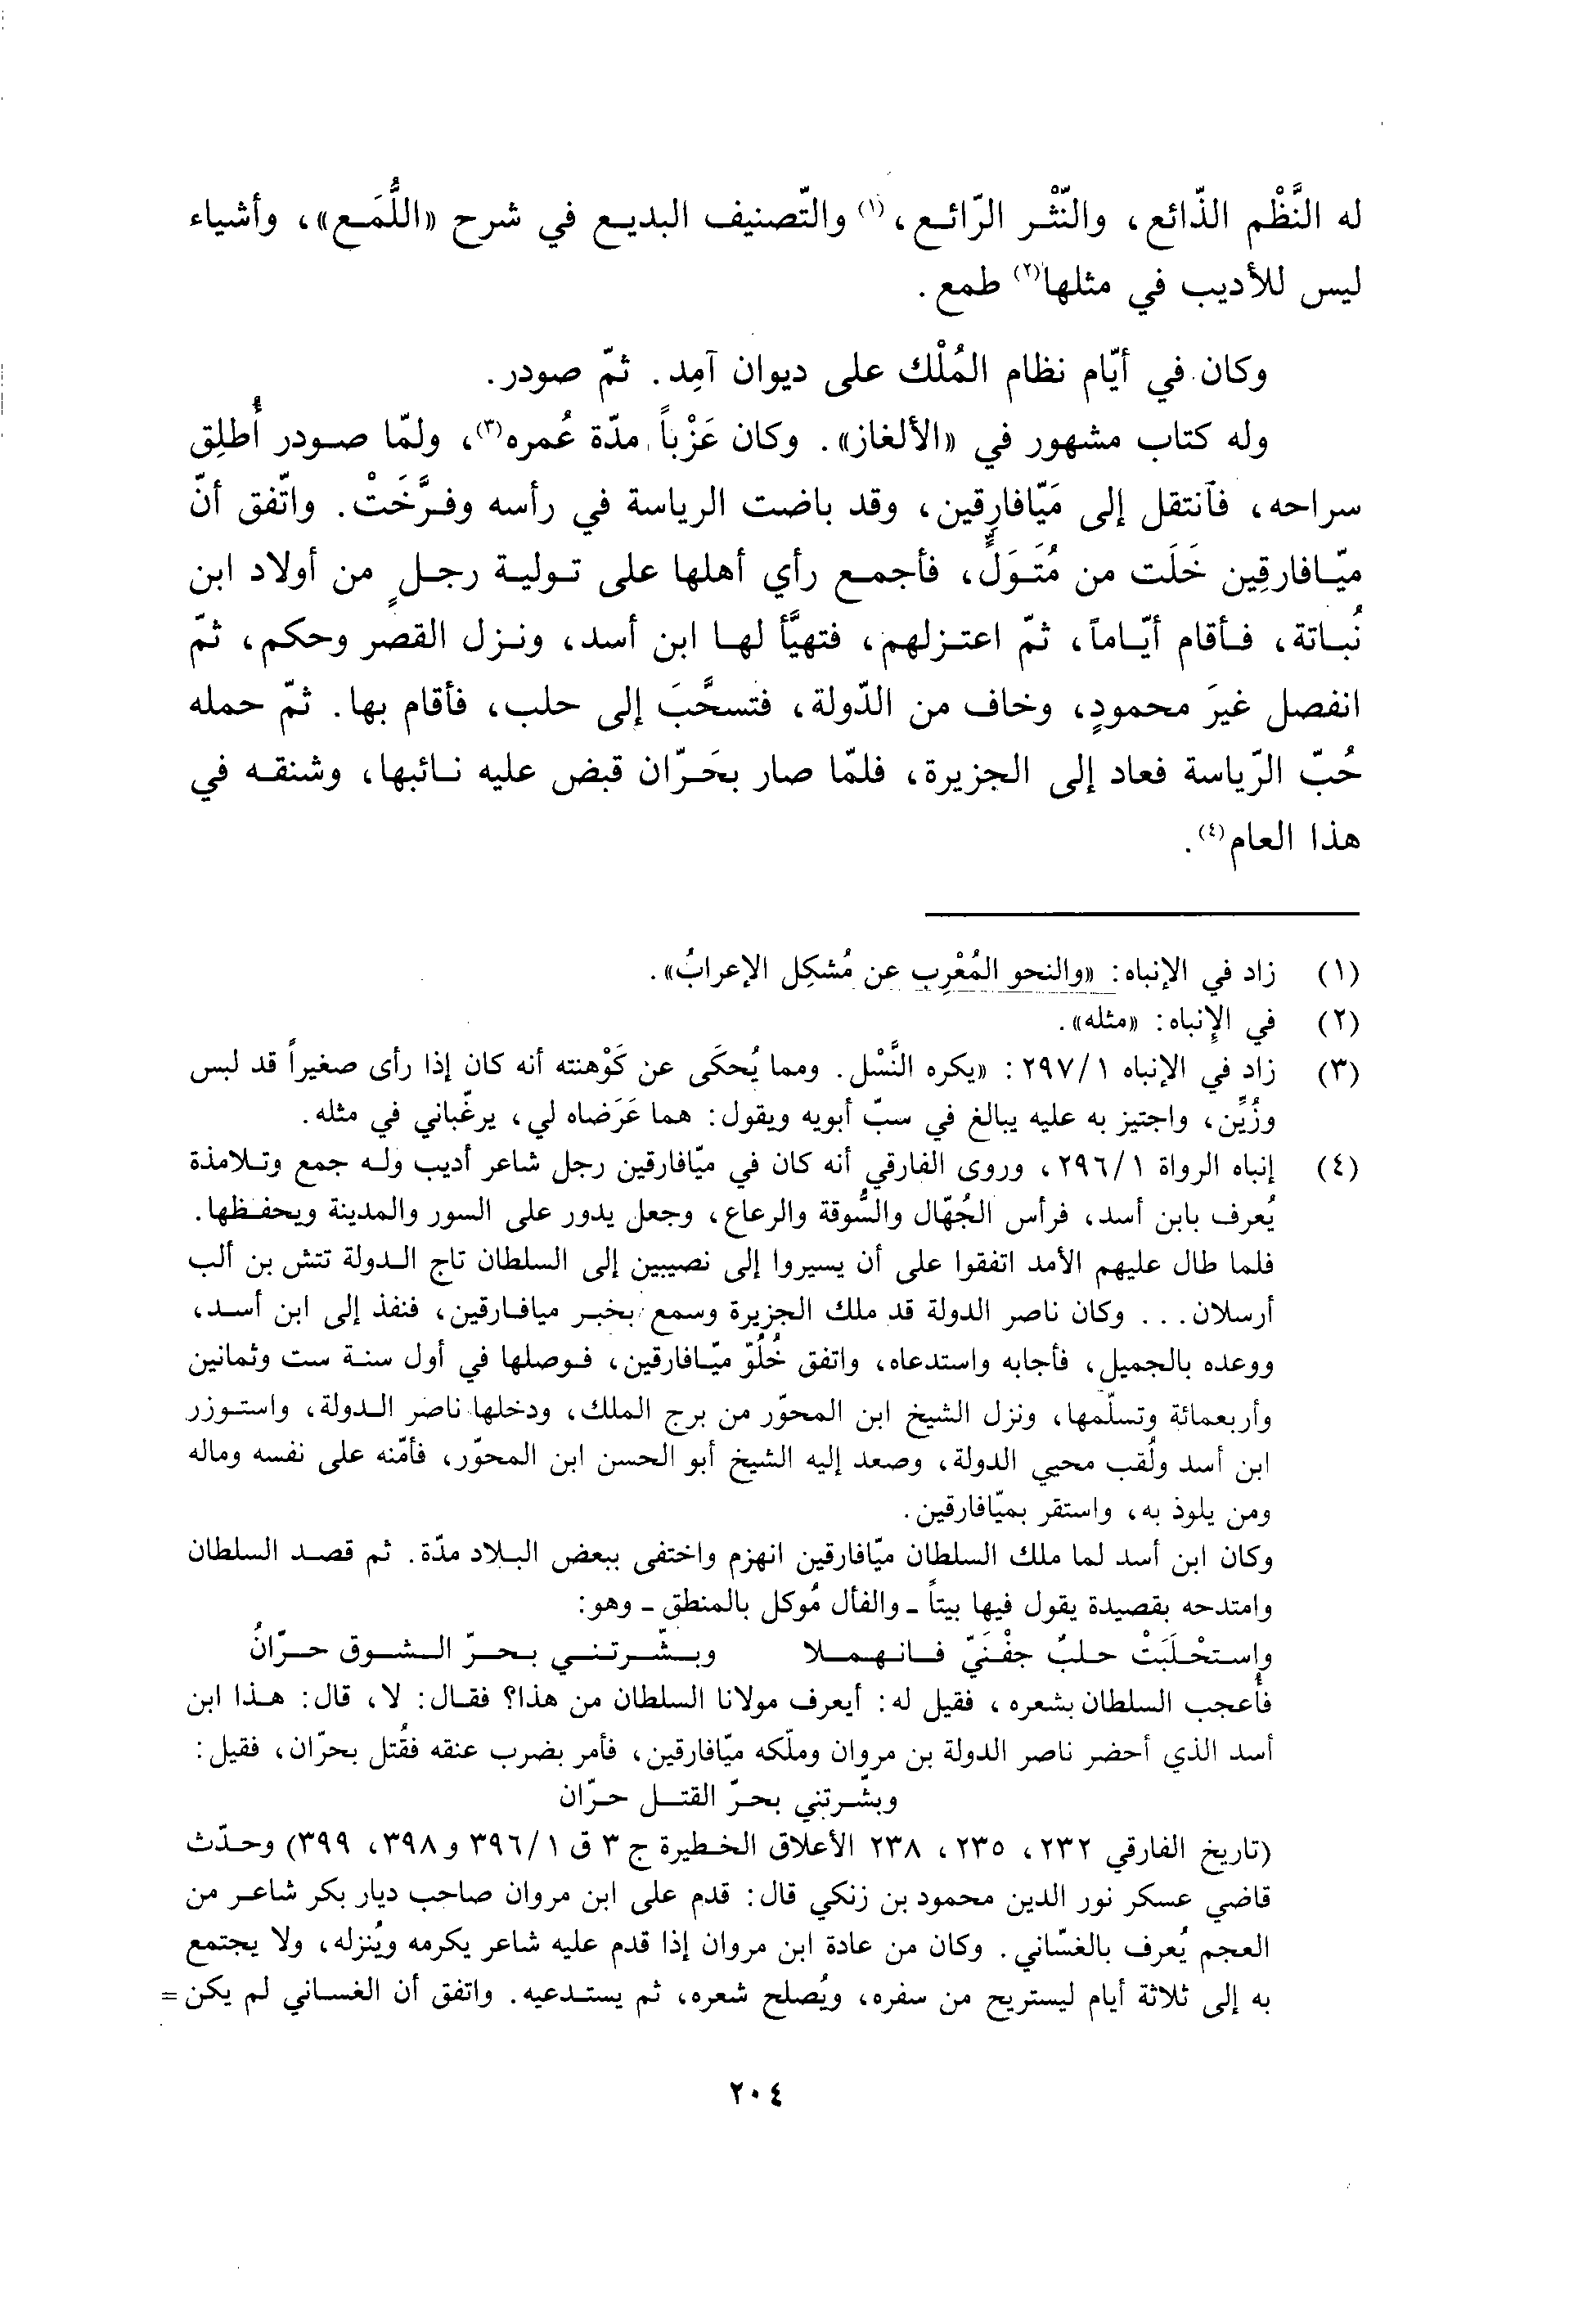 له النَّظْم الذّائع، والنّثْر الرّائع،(١) والتّصنيف البديع في شرح «اللُّمَع»، وأشياء
ليس للأديب في مثلها(٢) طمع.
وكان في أيّام نظام المُلْك على ديوان آمِد. ثمّ صودر.
وله كتاب مشهور في «الألغاز». وكان عَزْباً مدّة عُمره(٣)، ولمّا صودر أُطلِق
سراحه، فآنتقل إلى مَيّافارِقين، وقد باضت الرياسة في رأسه وفرَّخَتْ. واتّفق أنّ
ميّافارقِين خَلَت من مُتَوَلٍّ، فأجمع رأي أهلها على تولية رجلٍ من أولاد ابن
نُباتة، فأقام أيّاماً، ثمّ اعتزلهم، فتهيَّأ لها ابن أسد، ونزل القصر وحكم، ثمّ
انفصل غيرَ محمودٍ، وخاف من الدّولة، فتسحَّبَ إلى حلب، فأقام بها. ثمّ حمله
حُبّ الرّياسة فعاد إلى الجزيرة، فلمّا صار بحَرّان قبض عليه نائبها، وشنقه في
هذا العام(٤).
(١) زاد في الإنباه: «والنحو المُعْرِب عن مُشكِل الإعرابُ».
(٢) في الإنباه: «مثله».
(٣) زاد في الإنباه ٢٩٧/١: «يكره النَّسْل. ومما يُحكَى عن كَوْهنته أنه كان إذا رأى صغيراً قد لبس
وزُيِّن، واجتيز به عليه يبالغ في سبّ أبويه ويقول: هما عَرَضاه لي، يرغّباني في مثله.
(٤) إنباه الرواة ٢٩٦/١، وروى الفارقي أنه كان في ميّافارقين رجل شاعر أديب وله جمع وتلامذة
يُعرف بابن أسد، فرأس الجُهّال والسُّوقة والرعاع، وجعل يدور على السور والمدينة ويحفظها.
فلما طال عليهم الأمد اتفقوا على أن يسيروا إلى نصيبين إلى السلطان تاج الدولة تتش بن ألب
أرسلان... وكان ناصر الدولة قد ملك الجزيرة وسمع بخبر ميافارقين، فنفذ إلى ابن أسد،
ووعده بالجميل، فأجابه واستدعاه، واتفق خُلُوّ ميّافارقين، فوصلها في أول سنة ست وثمانين
وأربعمائة وتسلّمها، ونزل الشيخ ابن المحوّر من برج الملك، ودخلها ناصر الدولة، واستوزر
ابن أسد ولُقب محيي الدولة، وصعد إليه الشيخ أبو الحسن ابن المحوّر، فأمّنه على نفسه وماله
ومن يلوذ به، واستقر بميّافارقين.
وكان ابن أسد لما ملك السلطان ميّافارقين انهزم واختفى ببعض البلاد مدّة. ثم قصد السلطان
وامتدحه بقصيدة يقول فيها بيتاً - والفأل مُوكل بالمنطق - وهو:
واستحْلَبَتْ حلبٌ جفْنَيّ فانهملا وبشّرتني بحرّ الشوق حرّانُ
فأُعجب السلطان بشعره، فقيل له: أيعرف مولانا السلطان من هذا؟ فقال: لا، قال: هذا ابن
أسد الذي أحضر ناصر الدولة بن مروان وملّكه ميّافارقين، فأمر بضرب عنقه فقُتل بحرّان، فقيل:
وبشّرتني بحرّ القتل حرّان
(تاريخ الفارقي ٢٣٢، ٢٣٥، ٢٣٨ الأعلاق الخطيرة ج ٣ ق ٣٩٦/١ و ٣٩٨، ٣٩٩) وحدّث
قاضي عسكر نور الدين محمود بن زنكي قال: قدم على ابن مروان صاحب ديار بكر شاعر من
العجم يُعرف بالغسّاني. وكان من عادة ابن مروان إذا قدم عليه شاعر يكرمه ويُنزله، ولا يجتمع
به إلى ثلاثة أيام ليستريح من سفره، ويُصلح شعره، ثم يستدعيه. واتفق أن الغساني لم يكن =
٢٠٤